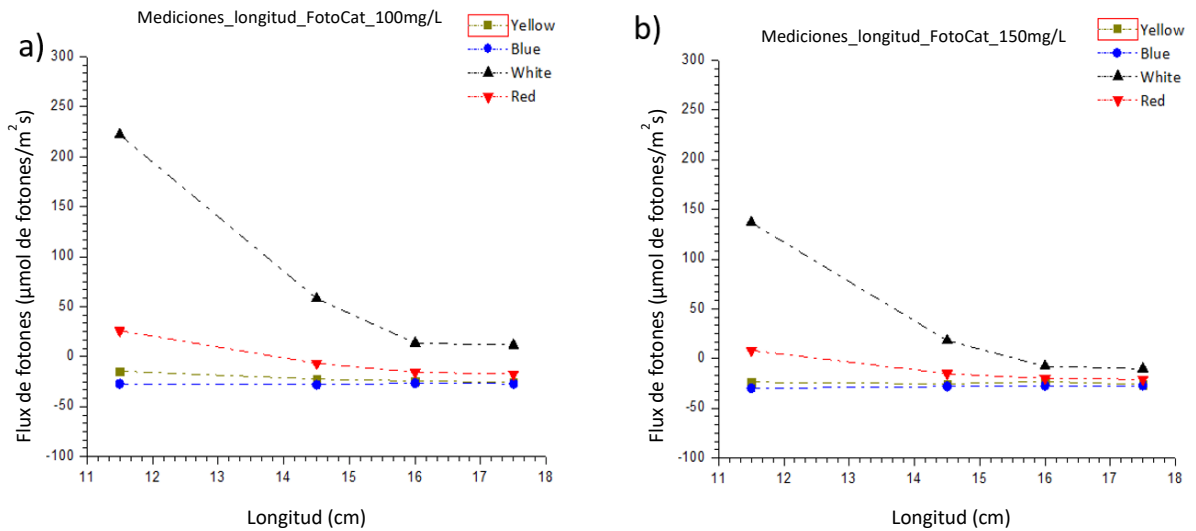 a)
Mediciones_longitud_FotoCat_100mg/L
Yellow
Blue
White
Red
300
250
200
150
100
50
0
-50
-100
Flux de fotones (µmol de fotones/m²s)
11 12 13 14 15 16 17 18
Longitud (cm)
b)
Mediciones_longitud_FotoCat_150mg/L
Yellow
Blue
White
Red
300
250
200
150
100
50
0
-50
-100
Flux de fotones (µmol de fotones/m²s)
11 12 13 14 15 16 17 18
Longitud (cm)